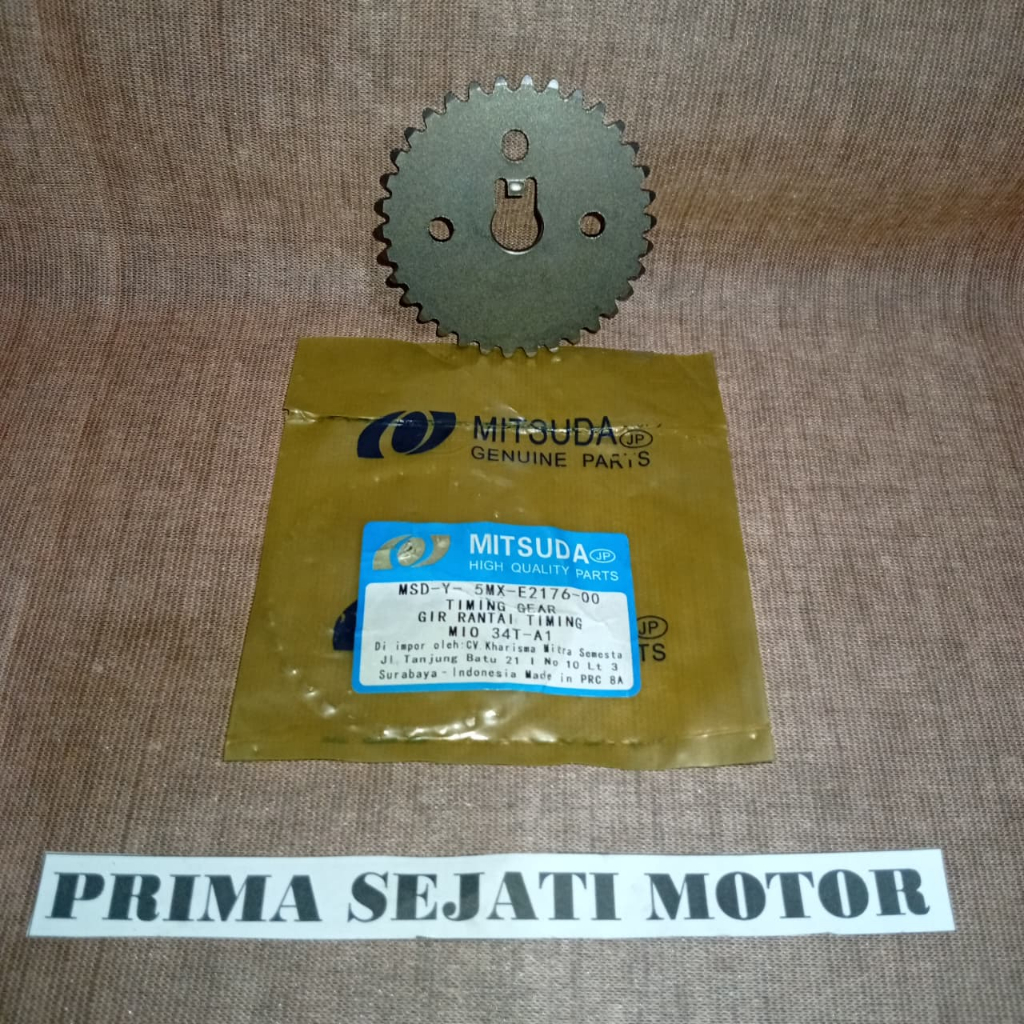 MITSUDA JP
GENUINE PARTS
MITSUDA JP
HIGH QUALITY PARTS
MSD-Y- 5MX-E2176-00
TIMING GEAR
GIR RANTAI TIMING
MIO 34T-A1
Di impor oleh:CV.Kharisma Mitra Semesta
Jl.Tanjung Batu 21 I No 10 Lt 3
Surabaya - Indonesia Made in PRC 8A
JP
TS
PRIMA SEJATI MOTOR